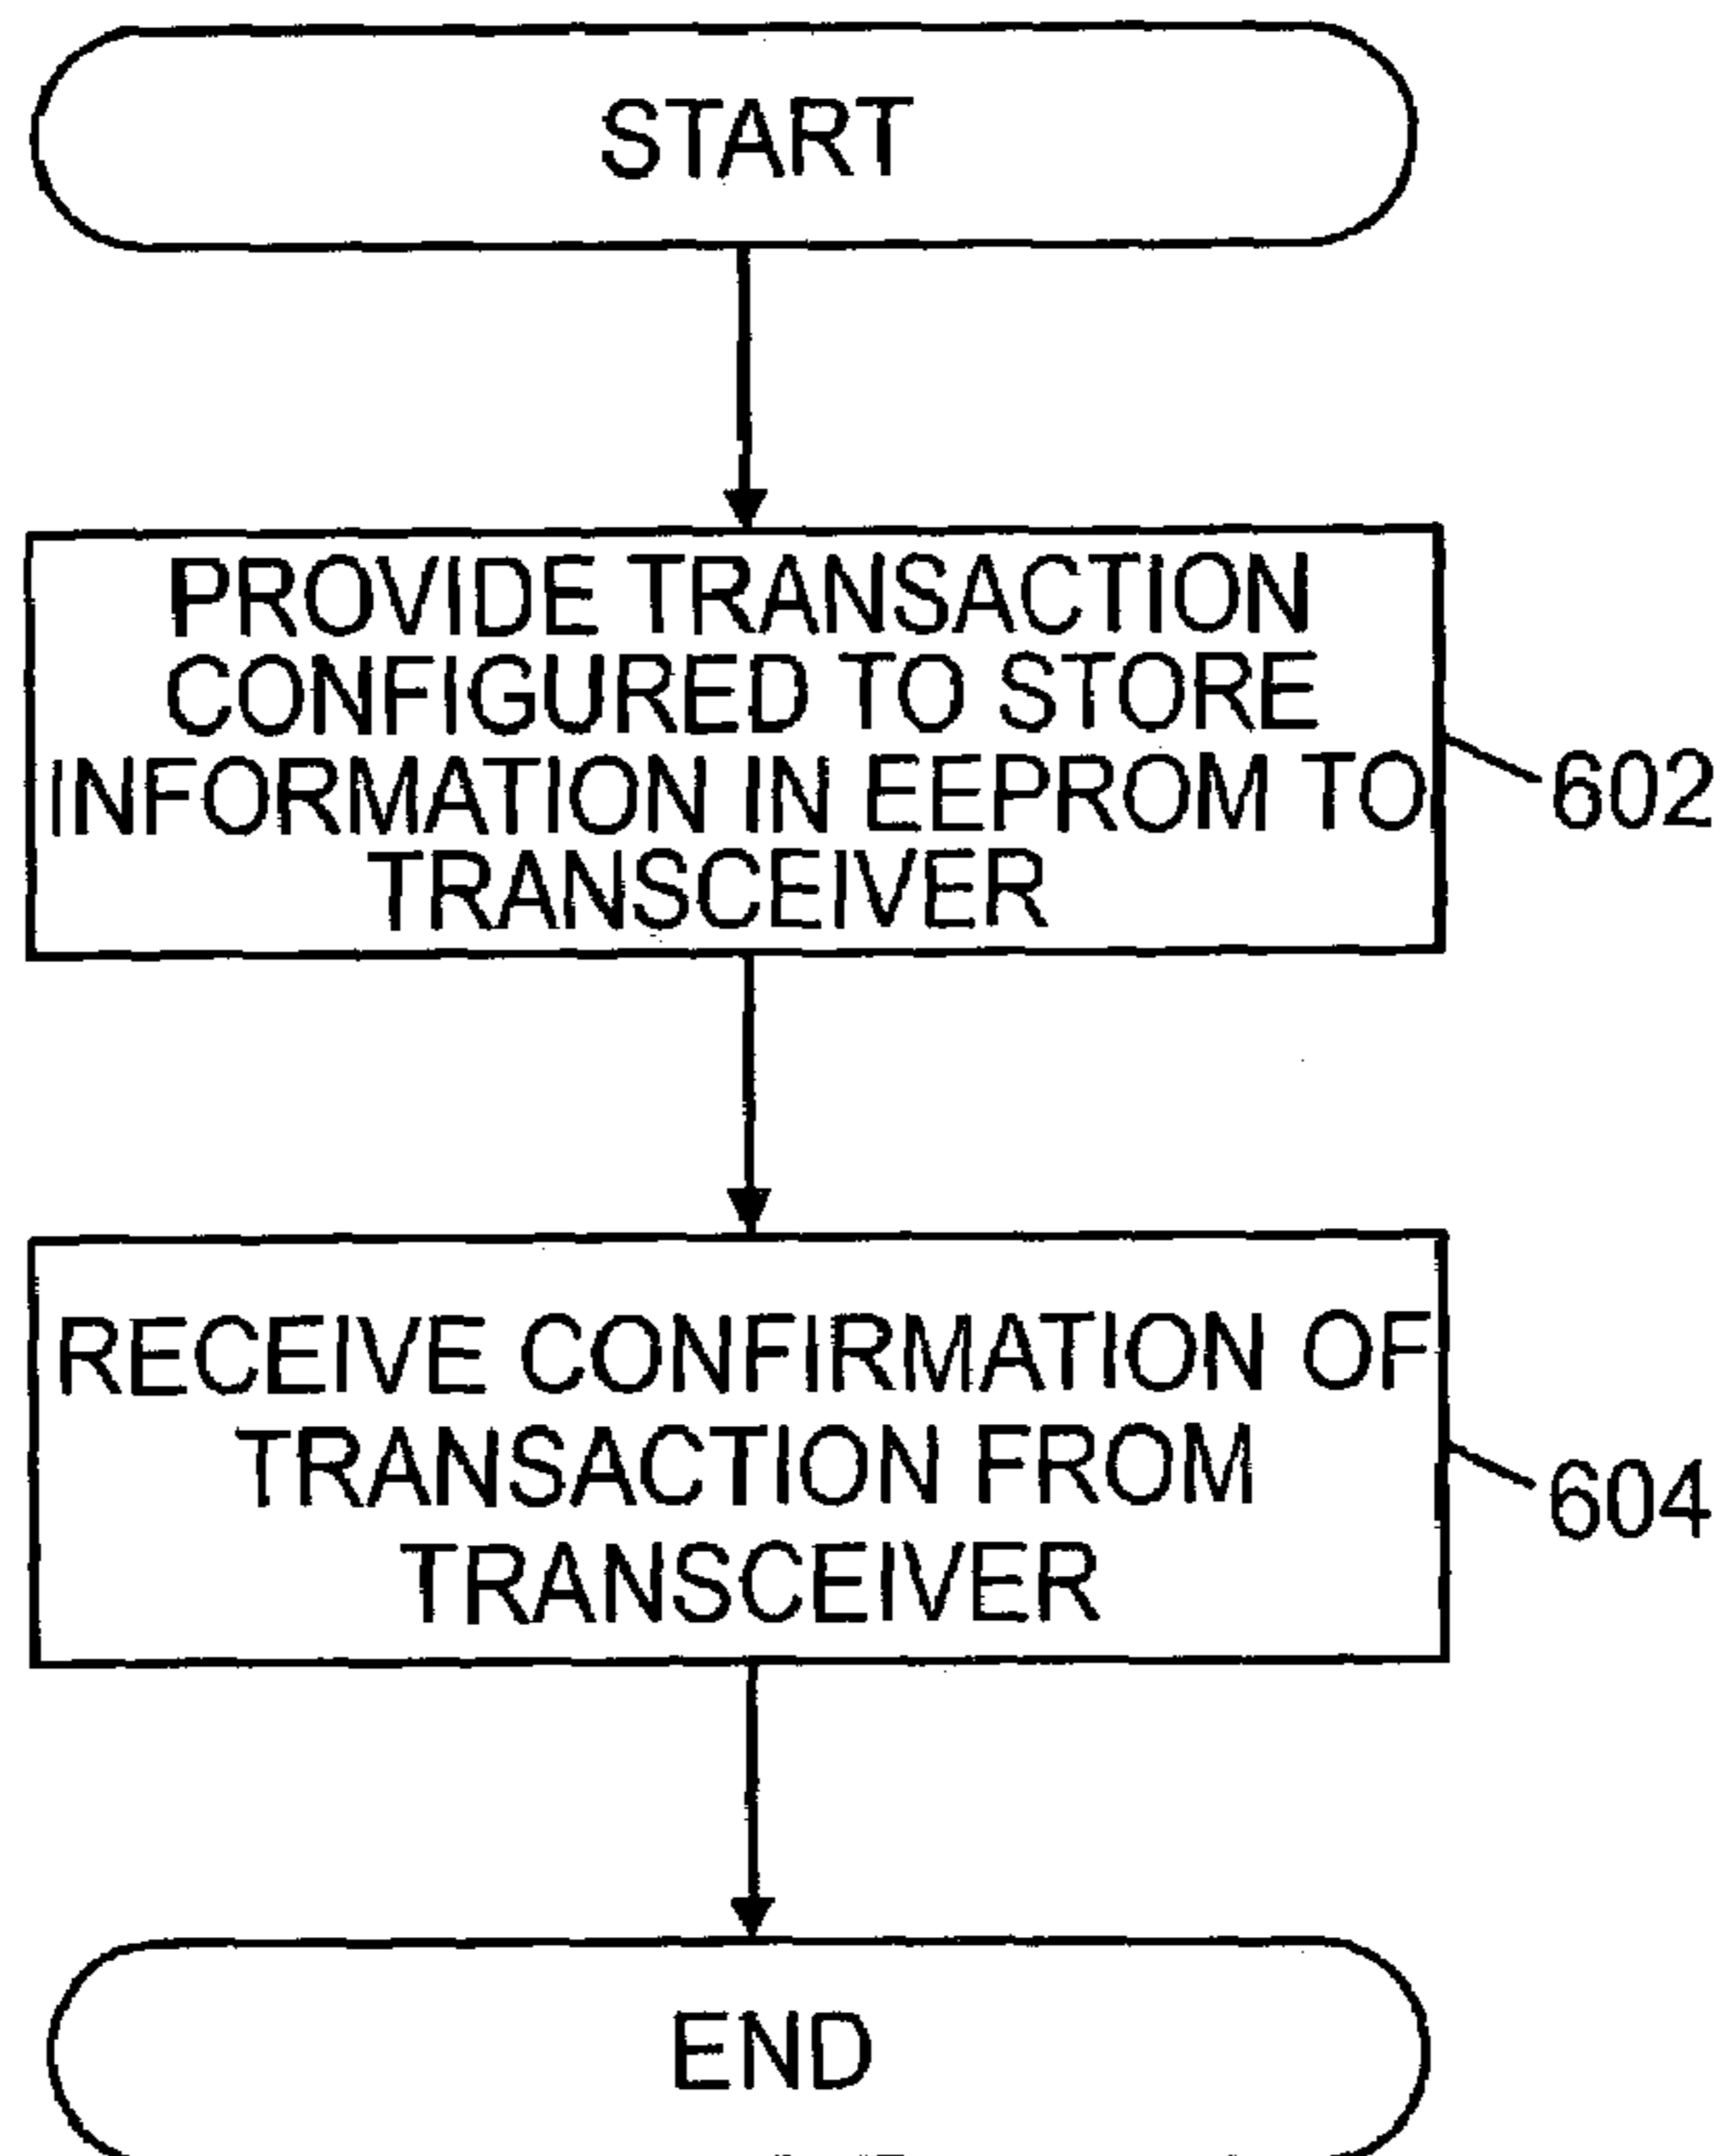 START
PROVIDE TRANSACTION
CONFIGURED TO STORE
INFORMATION IN EEPROM TO
TRANSCEIVER
602
RECEIVE CONFIRMATION OF
TRANSACTION FROM
TRANSCEIVER
604
END